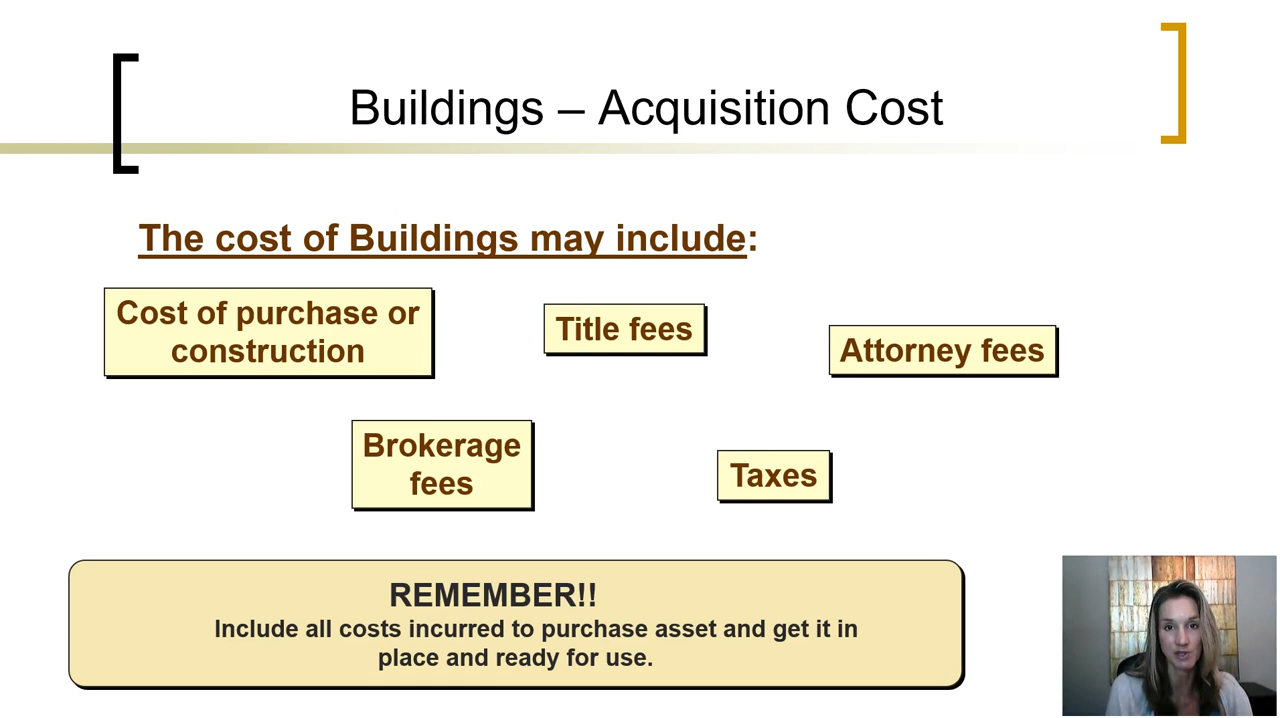 Buildings – Acquisition Cost
The cost of Buildings may include:
Cost of purchase or
construction
Title fees
Attorney fees
Brokerage
fees
Taxes
REMEMBER!!
Include all costs incurred to purchase asset and get it in
place and ready for use.